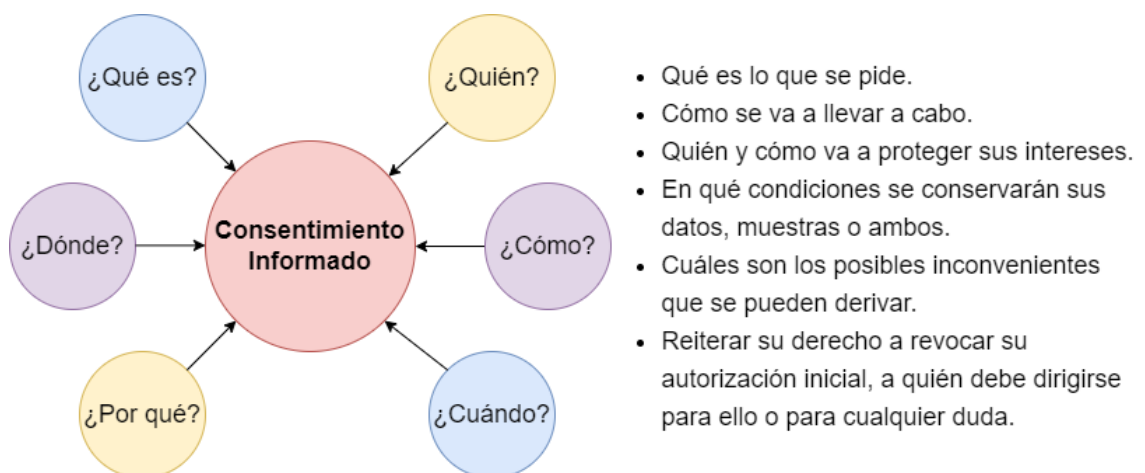 ¿Qué es?
¿Quién?
¿Dónde?
Consentimiento
Informado
¿Cómo?
¿Por qué?
¿Cuándo?
• Qué es lo que se pide.
• Cómo se va a llevar a cabo.
• Quién y cómo va a proteger sus intereses.
• En qué condiciones se conservarán sus
datos, muestras o ambos.
• Cuáles son los posibles inconvenientes
que se pueden derivar.
• Reiterar su derecho a revocar su
autorización inicial, a quién debe dirigirse
para ello o para cualquier duda.